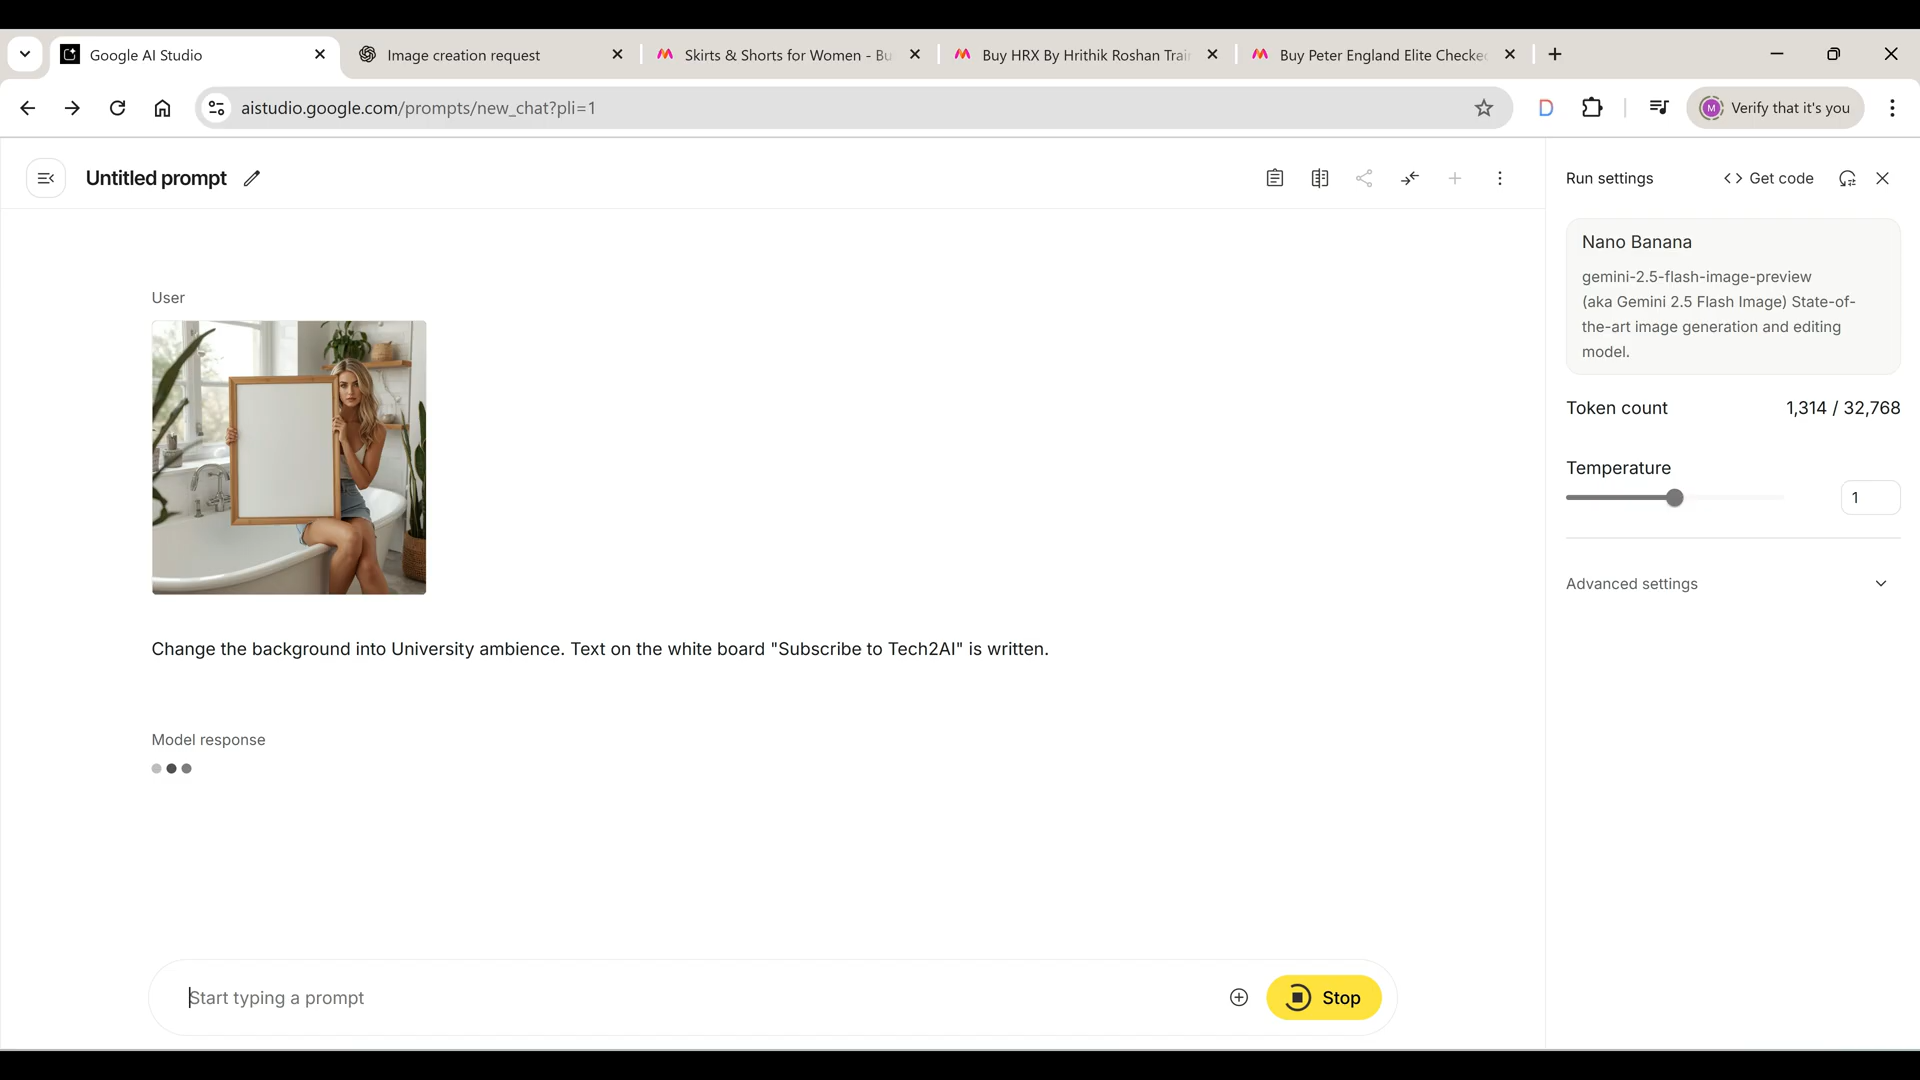 Google AI Studio
Image creation request
Skirts & Shorts for Women - Bu
Buy HRX By Hrithik Roshan Trai
Buy Peter England Elite Checke
aistudio.google.com/prompts/new_chat?pli=1
D
M
Verify that it's you
Untitled prompt
Run settings
<> Get code
Nano Banana
gemini-2.5-flash-image-preview
(aka Gemini 2.5 Flash Image) State-of-
the-art image generation and editing
model.
Token count
1,314 / 32,768
Temperature
1
Advanced settings
User
Change the background into University ambience. Text on the white board "Subscribe to Tech2AI" is written.
Model response
Start typing a prompt
Stop